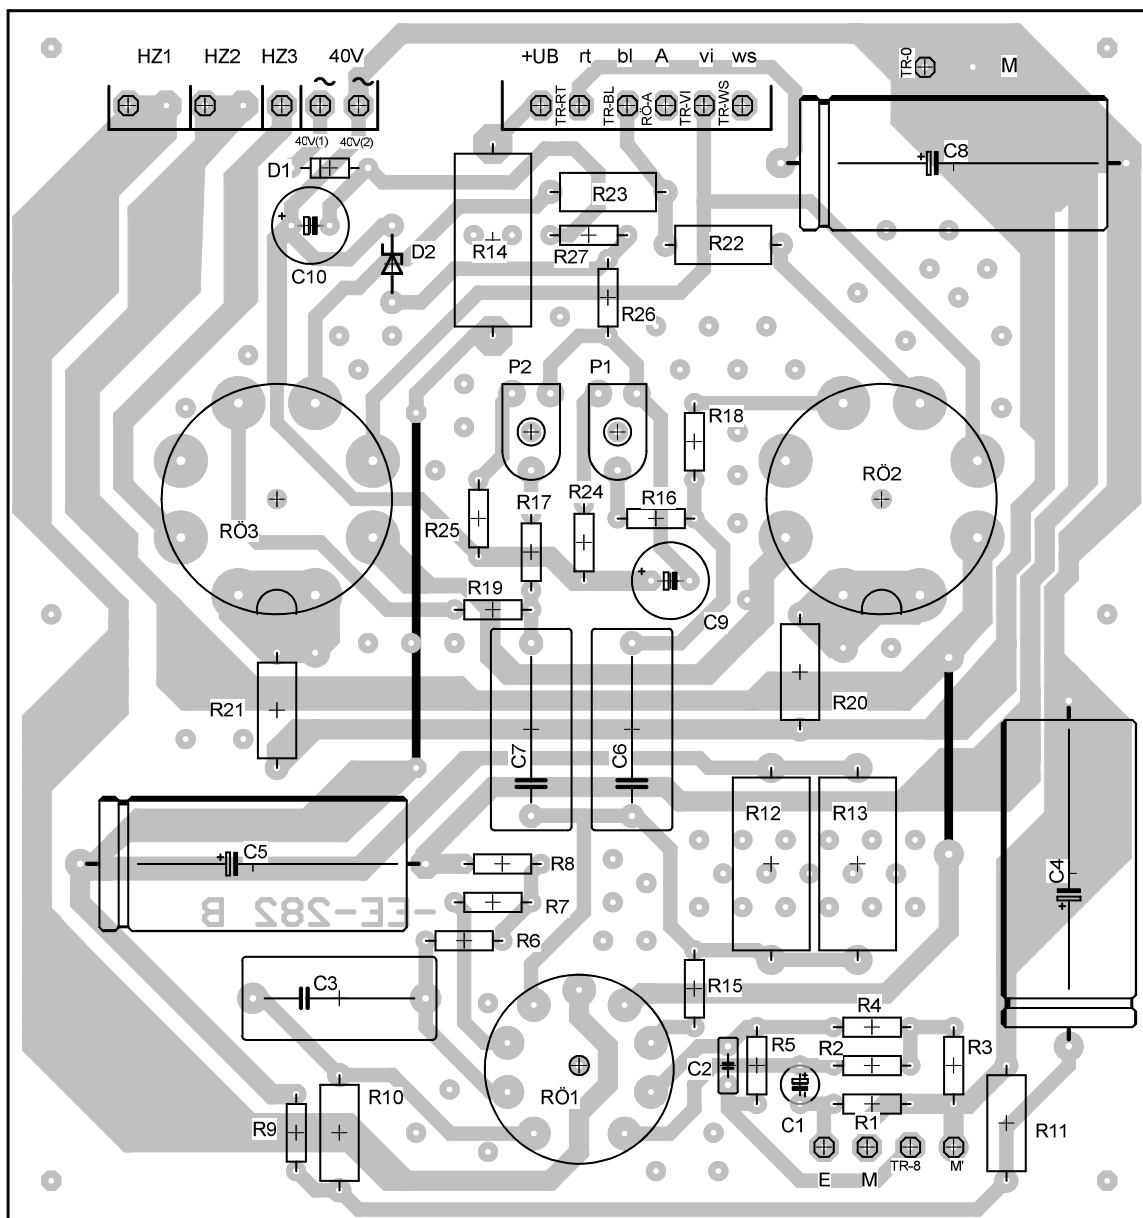 HZ1 HZ2 HZ3 40V +UB rt bl A vi ws TR-0 M
TR-RT TR-BL RÖ-A TR-VI TR-WS
40V(1) 40V(2)
D1 C8
R23
R14 R27 R22
C10 D2
R26
P2 P1
R18
RÖ3 RÖ2
R25 R17 R24 R16
R19 C9
R21 R20
C7 C6
R12 R13
C5 R8 C4
-EE-282 B R7
R6
C3 R15
R4
C2 R5 R2 R3
RÖ1
R10 C1 R1
R9 R11
E M TR-8 M'